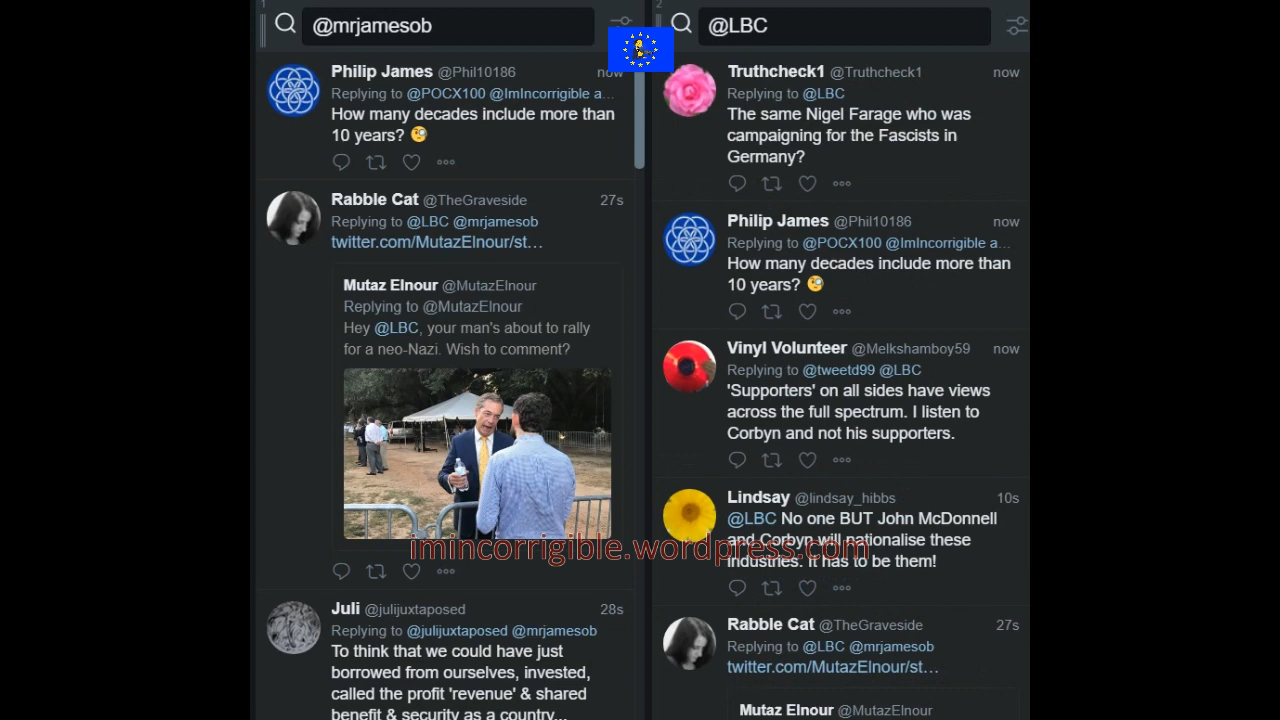 1
@mrjamesob
Philip James @Phil10186 now
Replying to @POCX100 @ImIncorrigible a...
How many decades include more than
10 years? 🧐
Rabble Cat @TheGraveside 27s
Replying to @LBC @mrjamesob
twitter.com/MutazElnour/st...
Mutaz Elnour @MutazElnour
Replying to @MutazElnour
Hey @LBC, your man's about to rally
for a neo-Nazi. Wish to comment?
Juli @julijuxtaposed 28s
Replying to @julijuxtaposed @mrjamesob
To think that we could have just
borrowed from ourselves, invested,
called the profit 'revenue' & shared
benefit & security as a country...
2
@LBC
Truthcheck1 @Truthcheck1 now
Replying to @LBC
The same Nigel Farage who was
campaigning for the Fascists in
Germany?
Philip James @Phil10186 now
Replying to @POCX100 @ImIncorrigible a...
How many decades include more than
10 years? 🧐
Vinyl Volunteer @Melkshamboy59 now
Replying to @tweetd99 @LBC
'Supporters' on all sides have views
across the full spectrum. I listen to
Corbyn and not his supporters.
Lindsay @lindsay_hibbs 10s
@LBC No one BUT John McDonnell
and Corbyn will nationalise these
industries. It has to be them!
Rabble Cat @TheGraveside 27s
Replying to @LBC @mrjamesob
twitter.com/MutazElnour/st...
Mutaz Elnour @MutazElnour
imincorrigible.wordpress.com